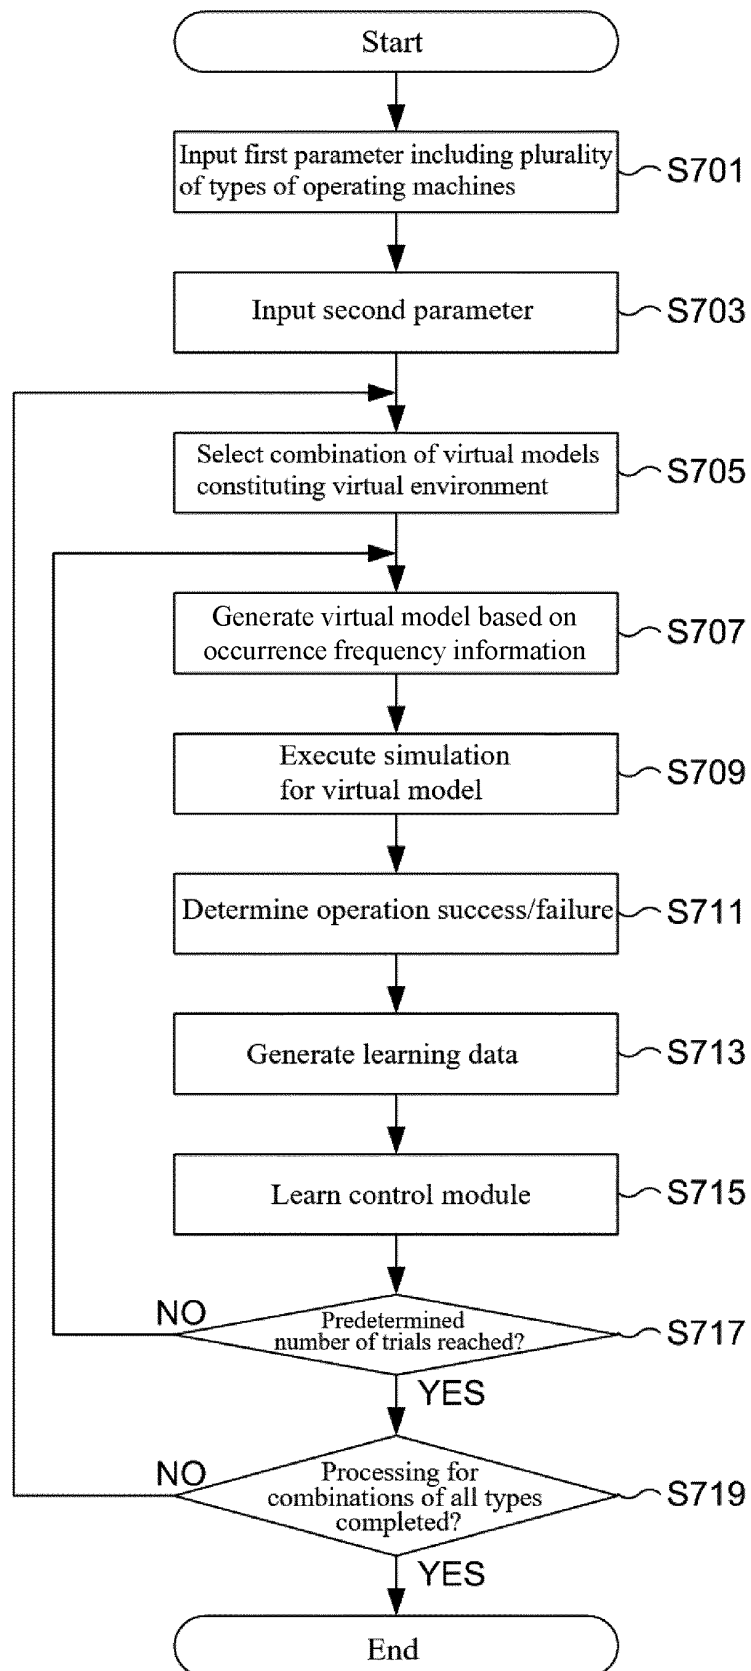 Start
Input first parameter including plurality
of types of operating machines
S701
Input second parameter
S703
Select combination of virtual models
constituting virtual environment
S705
Generate virtual model based on
occurrence frequency information
S707
Execute simulation
for virtual model
S709
Determine operation success/failure
S711
Generate learning data
S713
Learn control module
S715
NO
Predetermined
number of trials reached?
S717
YES
NO
Processing for
combinations of all types
completed?
S719
YES
End